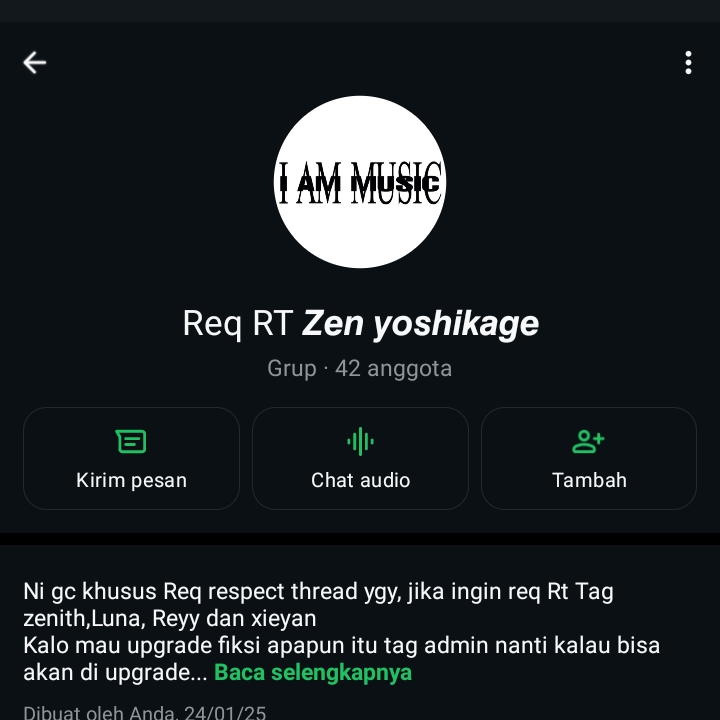 I AM MUSIC
Req RT Zen yoshikage
Grup · 42 anggota
Kirim pesan
Chat audio
Tambah
Ni gc khusus Req respect thread ygy, jika ingin req Rt Tag
zenith,Luna, Reyy dan xieyan
Kalo mau upgrade fiksi apapun itu tag admin nanti kalau bisa
akan di upgrade... Baca selengkapnya
Dibuat oleh Anda, 24/01/25